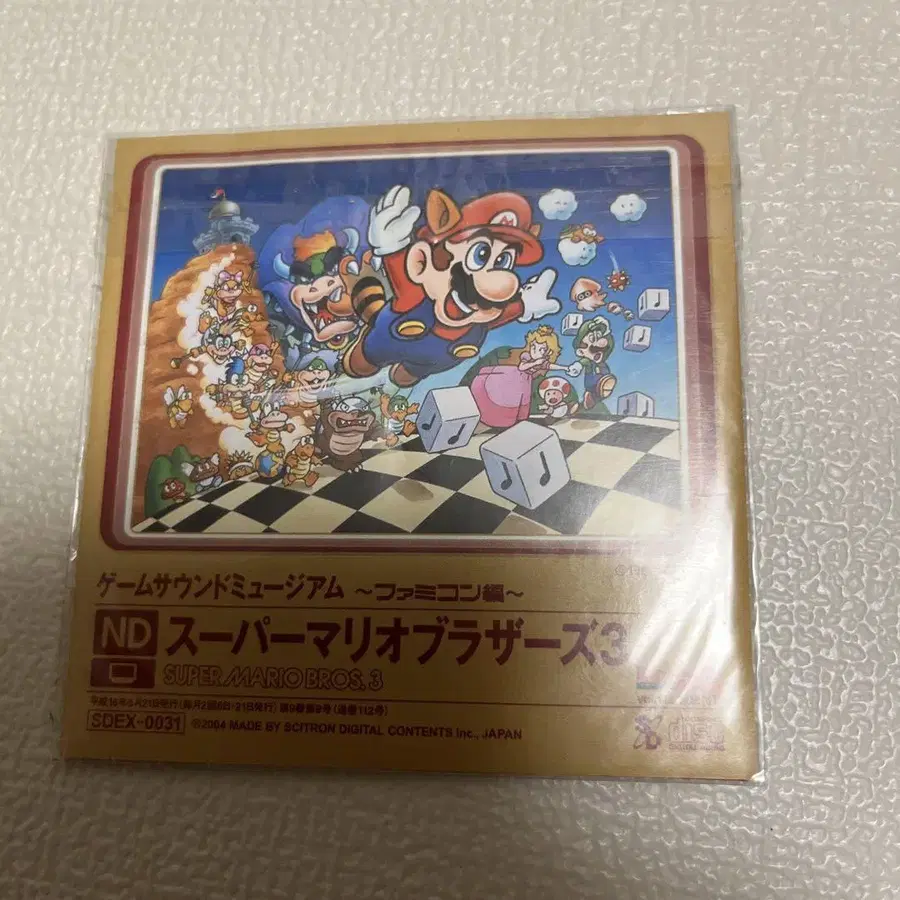 M
ゲームサウンドミュージアム ～ファミコン編～
ND スーパーマリオブラザーズ3
SUPER MARIO BROS. 3
SDEX-0031
©2004 MADE BY SCITRON DIGITAL CONTENTS Inc., JAPAN
disc